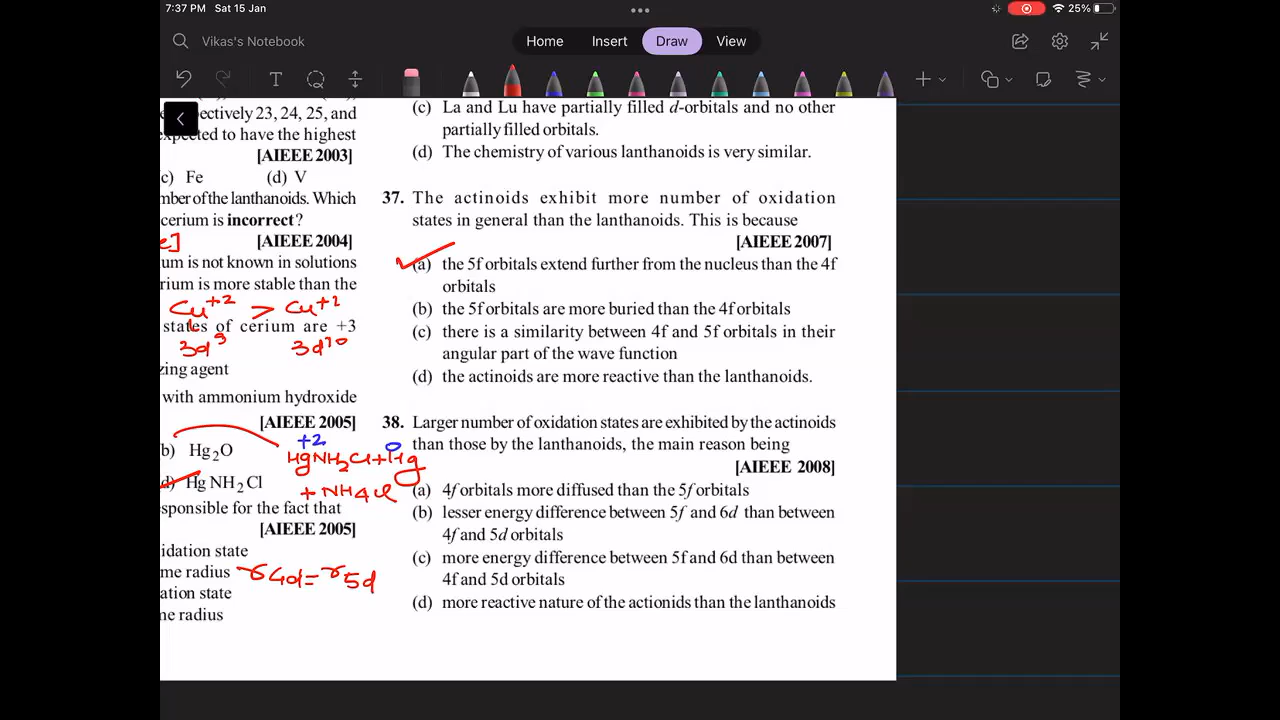 7:37 PM Sat 15 Jan
25%
Vikas's Notebook
Home Insert Draw View
pectively 23, 24, 25, and
expected to have the highest
[AIEEE 2003]
c) Fe (d) V
mber of the lanthanoids. Which
cerium is incorrect?
e] [AIEEE 2004]
um is not known in solutions
rium is more stable than the
Cu+2 > Cu+1
states of cerium are +3
3d9 3d10
zing agent
with ammonium hydroxide
[AIEEE 2005]
b) Hg2O
+2 0
HgNH2Cl + Hg
d) HgNH2Cl
+ NH4Cl
esponsible for the fact that
[AIEEE 2005]
idation state
me radius r4d = r5d
ation state
me radius
(c) La and Lu have partially filled d-orbitals and no other
partially filled orbitals.
(d) The chemistry of various lanthanoids is very similar.
37. The actinoids exhibit more number of oxidation
states in general than the lanthanoids. This is because
[AIEEE 2007]
(a) the 5f orbitals extend further from the nucleus than the 4f
orbitals
(b) the 5f orbitals are more buried than the 4f orbitals
(c) there is a similarity between 4f and 5f orbitals in their
angular part of the wave function
(d) the actinoids are more reactive than the lanthanoids.
38. Larger number of oxidation states are exhibited by the actinoids
than those by the lanthanoids, the main reason being
[AIEEE 2008]
(a) 4f orbitals more diffused than the 5f orbitals
(b) lesser energy difference between 5f and 6d than between
4f and 5d orbitals
(c) more energy difference between 5f and 6d than between
4f and 5d orbitals
(d) more reactive nature of the actionids than the lanthanoids